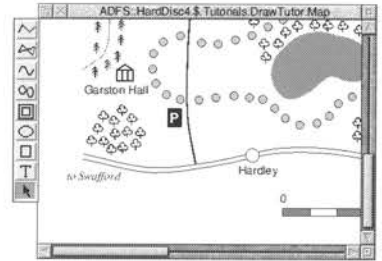 ADFS::HardDisc4.$.Tutorials.DrawTutor.Map
Garston Hall
P
T
Hardley
to Swafford
0